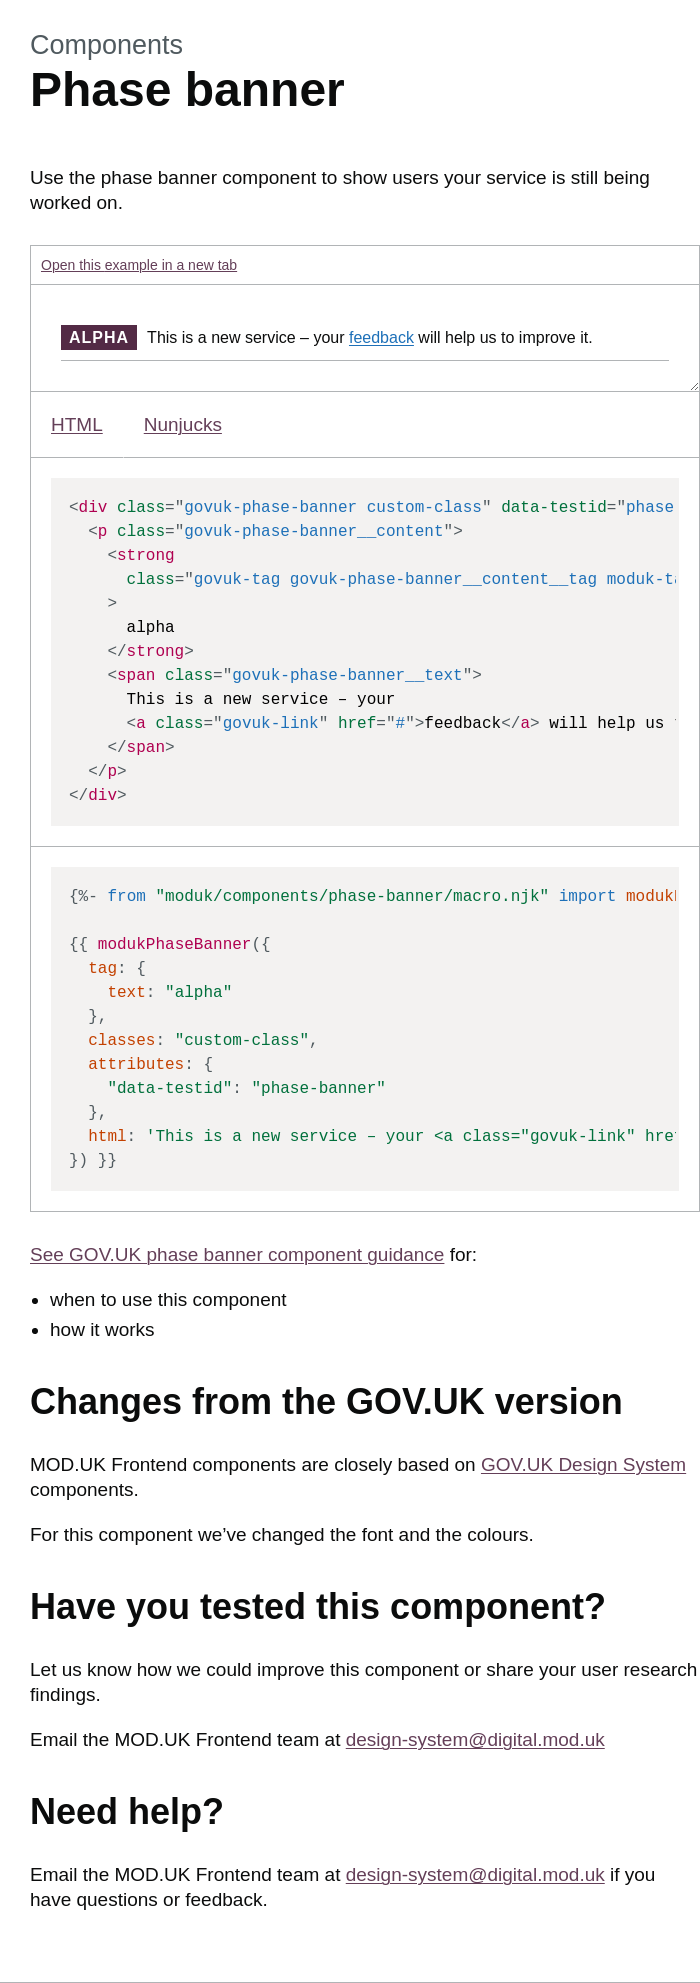 Components
Phase banner
Use the phase banner component to show users your service is still being
worked on.
Open this example in a new tab
ALPHA This is a new service – your feedback will help us to improve it.
HTML Nunjucks
<div class="govuk-phase-banner custom-class" data-testid="phase
  <p class="govuk-phase-banner__content">
    <strong
      class="govuk-tag govuk-phase-banner__content__tag moduk-ta
    >
      alpha
    </strong>
    <span class="govuk-phase-banner__text">
      This is a new service – your
      <a class="govuk-link" href="#">feedback</a> will help us
    </span>
  </p>
</div>
{%- from "moduk/components/phase-banner/macro.njk" import moduk
{{ modukPhaseBanner({
  tag: {
    text: "alpha"
  },
  classes: "custom-class",
  attributes: {
    "data-testid": "phase-banner"
  },
  html: 'This is a new service – your <a class="govuk-link" href
}) }}
See GOV.UK phase banner component guidance for:
• when to use this component
• how it works
Changes from the GOV.UK version
MOD.UK Frontend components are closely based on GOV.UK Design System
components.
For this component we’ve changed the font and the colours.
Have you tested this component?
Let us know how we could improve this component or share your user research
findings.
Email the MOD.UK Frontend team at design-system@digital.mod.uk
Need help?
Email the MOD.UK Frontend team at design-system@digital.mod.uk if you
have questions or feedback.